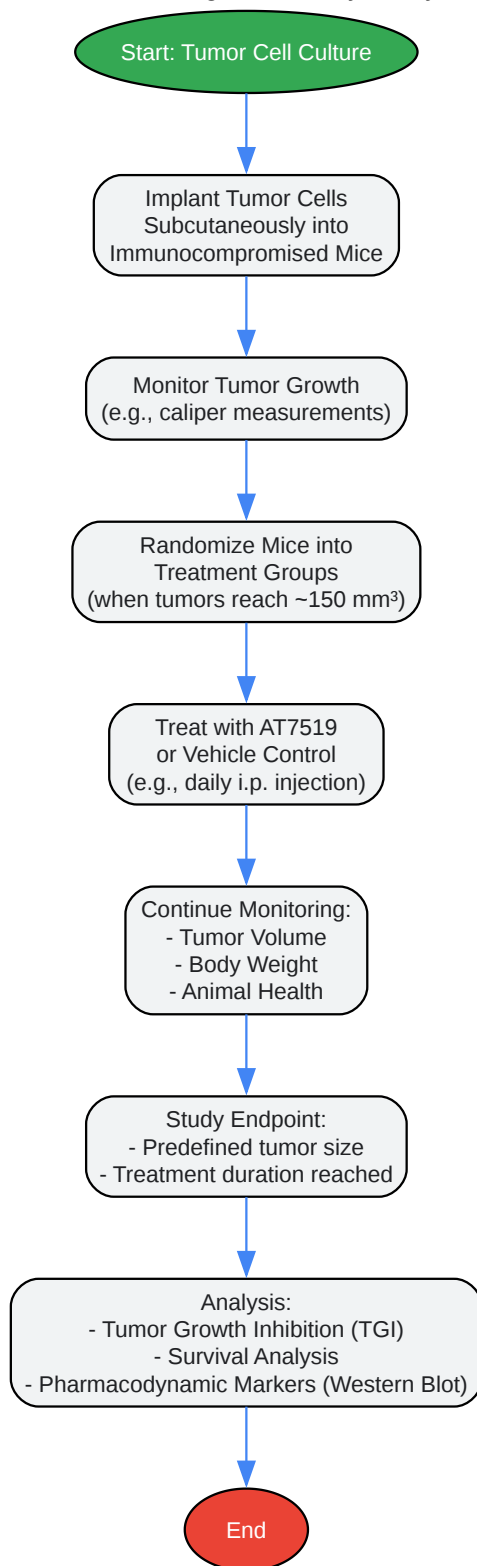 Start: Tumor Cell Culture
Implant Tumor Cells
Subcutaneously into
Immunocompromised Mice
Monitor Tumor Growth
(e.g., caliper measurements)
Randomize Mice into
Treatment Groups
(when tumors reach ~150 mm³)
Treat with AT7519
or Vehicle Control
(e.g., daily i.p. injection)
Continue Monitoring:
- Tumor Volume
- Body Weight
- Animal Health
Study Endpoint:
- Predefined tumor size
- Treatment duration reached
Analysis:
- Tumor Growth Inhibition (TGI)
- Survival Analysis
- Pharmacodynamic Markers (Western Blot)
End